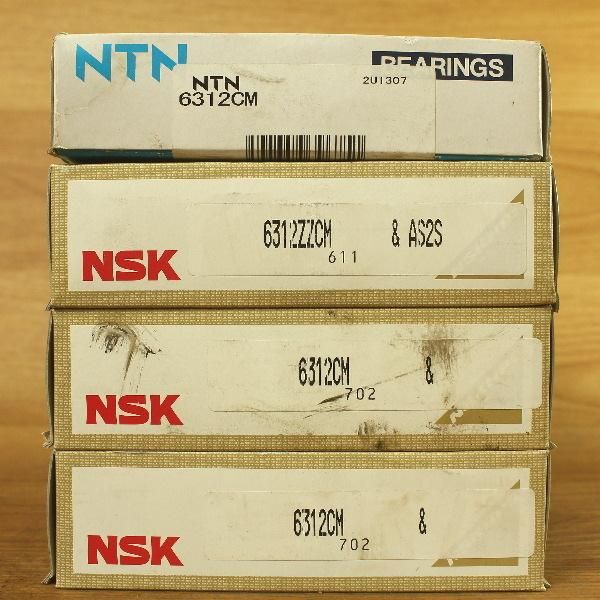 NTN BEARINGS
NTN 2U1307
6312CM
6312ZZCM & AS2S
611
NSK
6312CM &
702
NSK
6312CM &
702
NSK